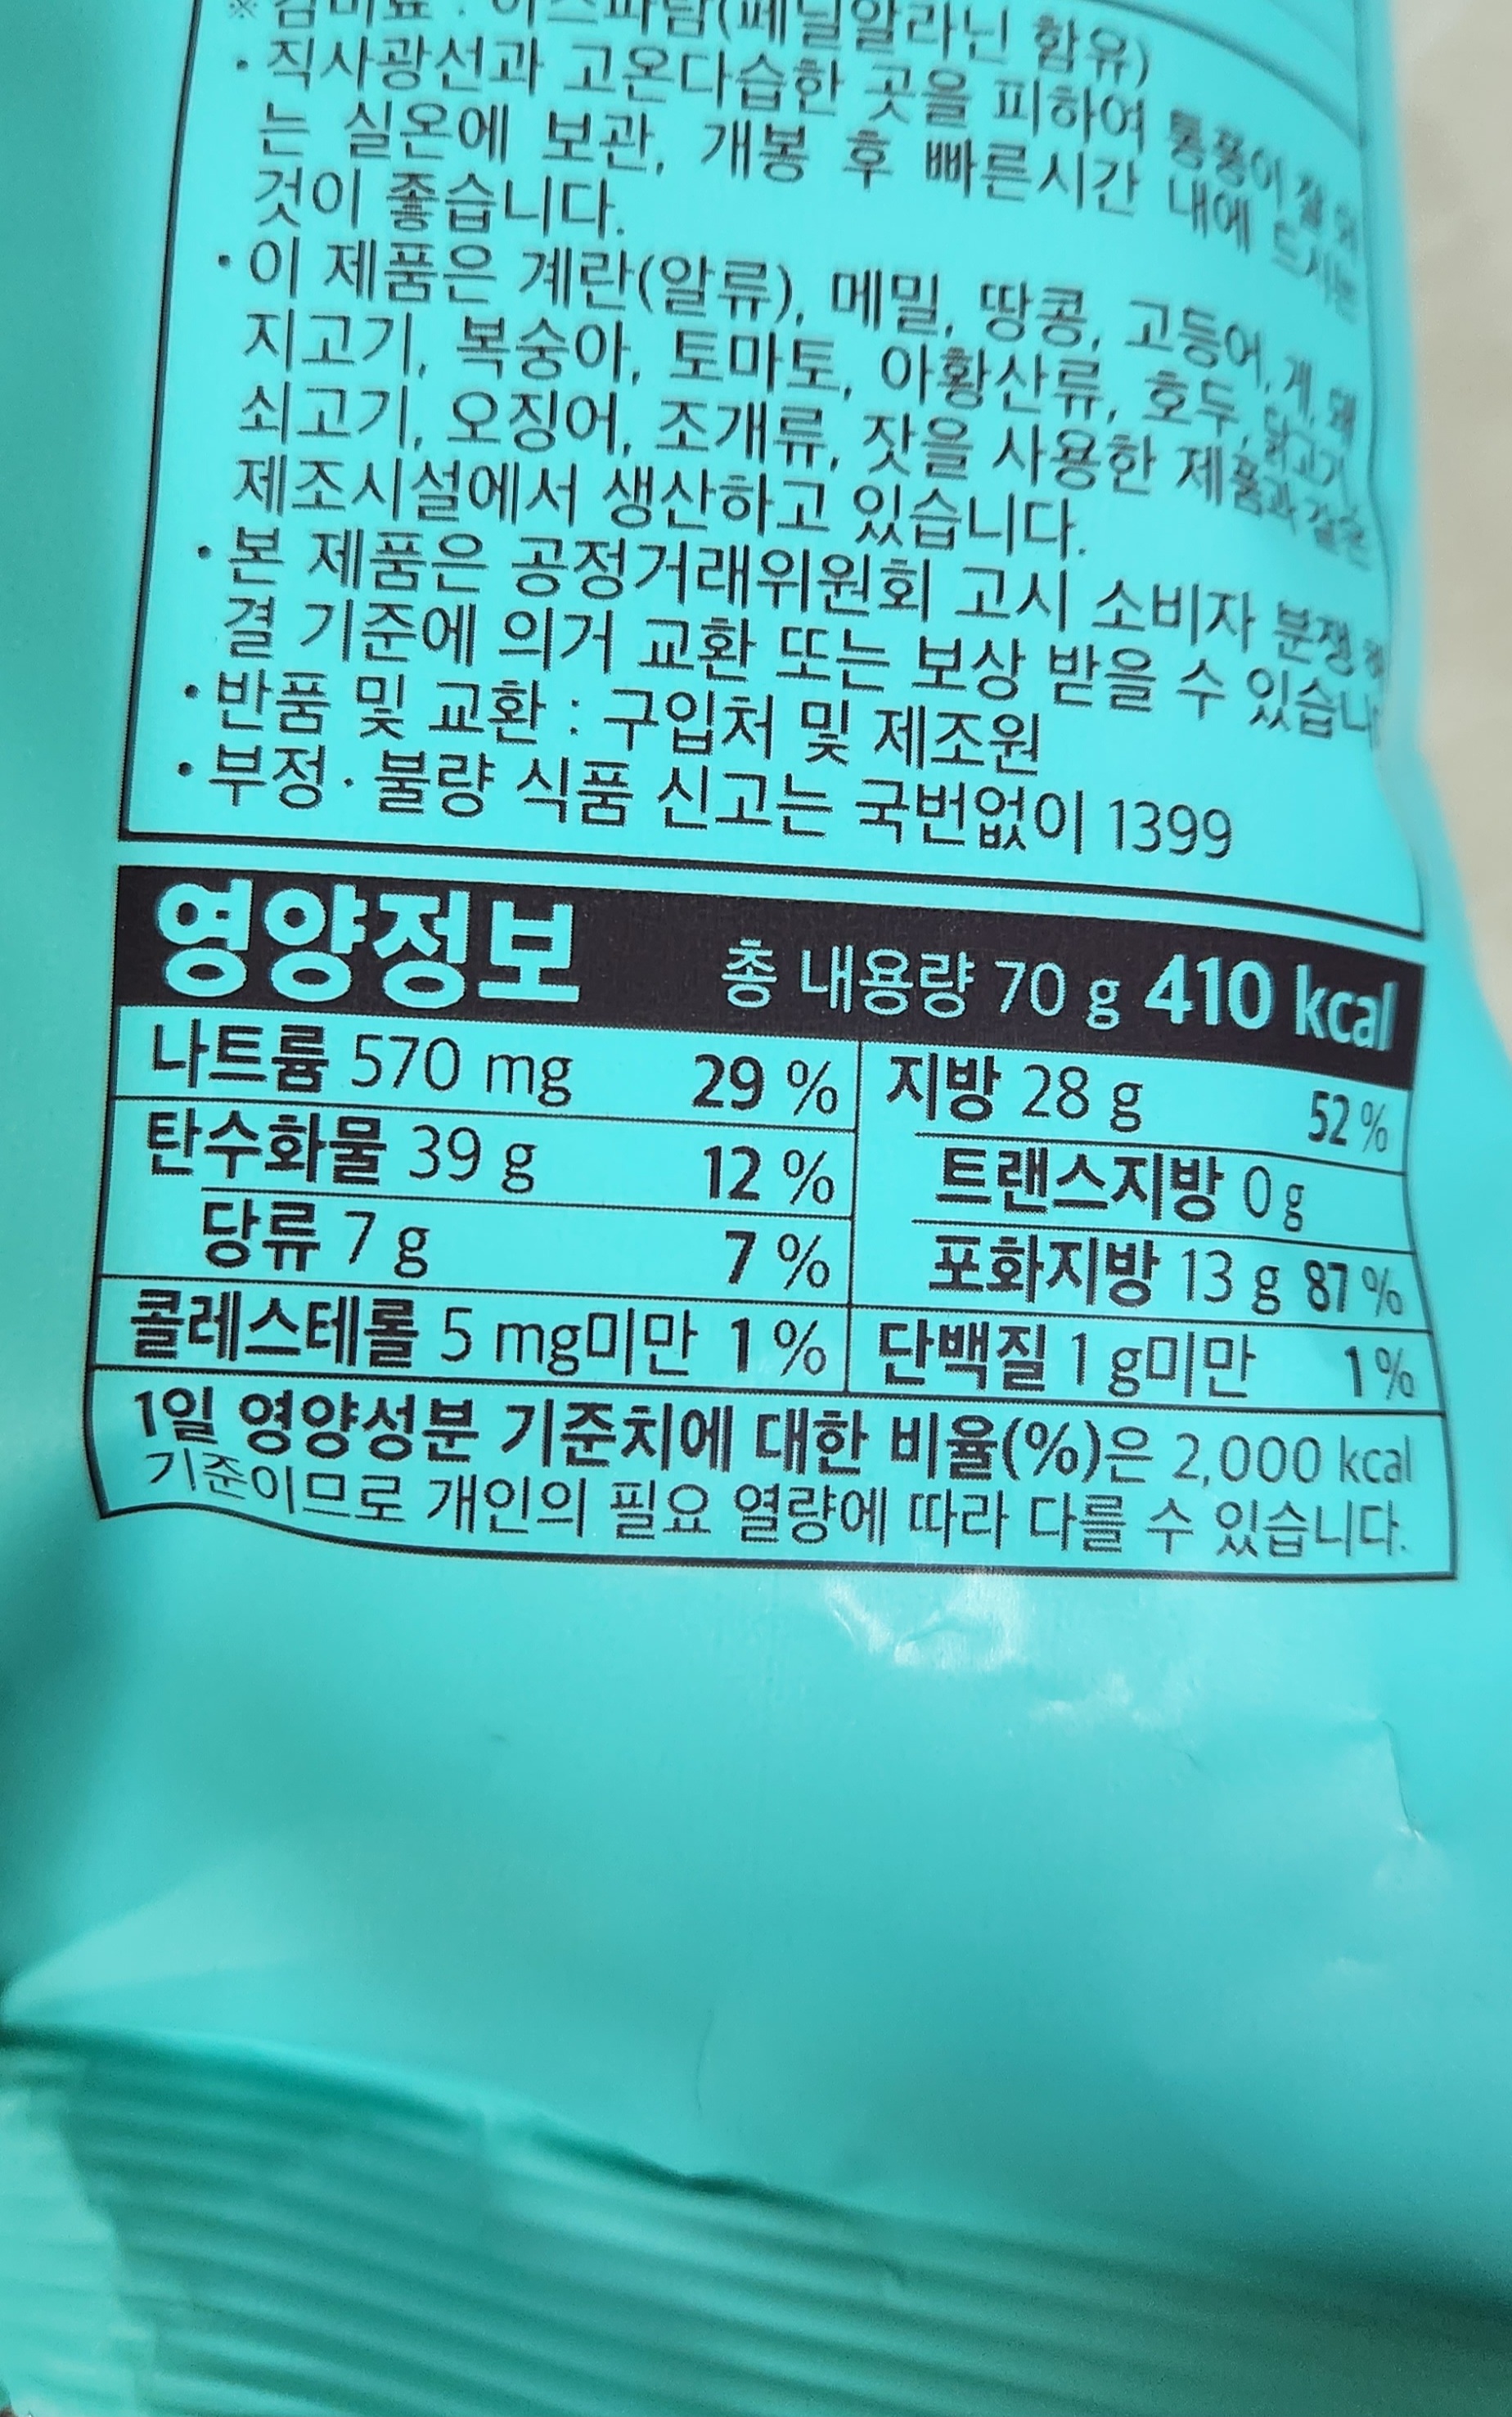 ※ 감미료 : 아스파탐(페닐알라닌 함유)
· 직사광선과 고온다습한 곳을 피하여 통풍이 잘 되
는 실온에 보관, 개봉 후 빠른시간 내에 드시는
것이 좋습니다.
· 이 제품은 계란(알류), 메밀, 땅콩, 고등어, 게, 돼
지고기, 복숭아, 토마토, 아황산류, 호두, 닭고기,
쇠고기, 오징어, 조개류, 잣을 사용한 제품과 같은
제조시설에서 생산하고 있습니다.
· 본 제품은 공정거래위원회 고시 소비자 분쟁
결 기준에 의거 교환 또는 보상 받을 수 있습니
· 반품 및 교환 : 구입처 및 제조원
· 부정 · 불량 식품 신고는 국번없이 1399
영양정보 총 내용량 70 g 410 kcal
나트륨 570 mg 29 % 지방 28 g 52 %
탄수화물 39 g 12 % 트랜스지방 0 g
당류 7 g 7 % 포화지방 13 g 87 %
콜레스테롤 5 mg미만 1 % 단백질 1 g미만 1 %
1일 영양성분 기준치에 대한 비율(%)은 2,000 kcal
기준이므로 개인의 필요 열량에 따라 다를 수 있습니다.